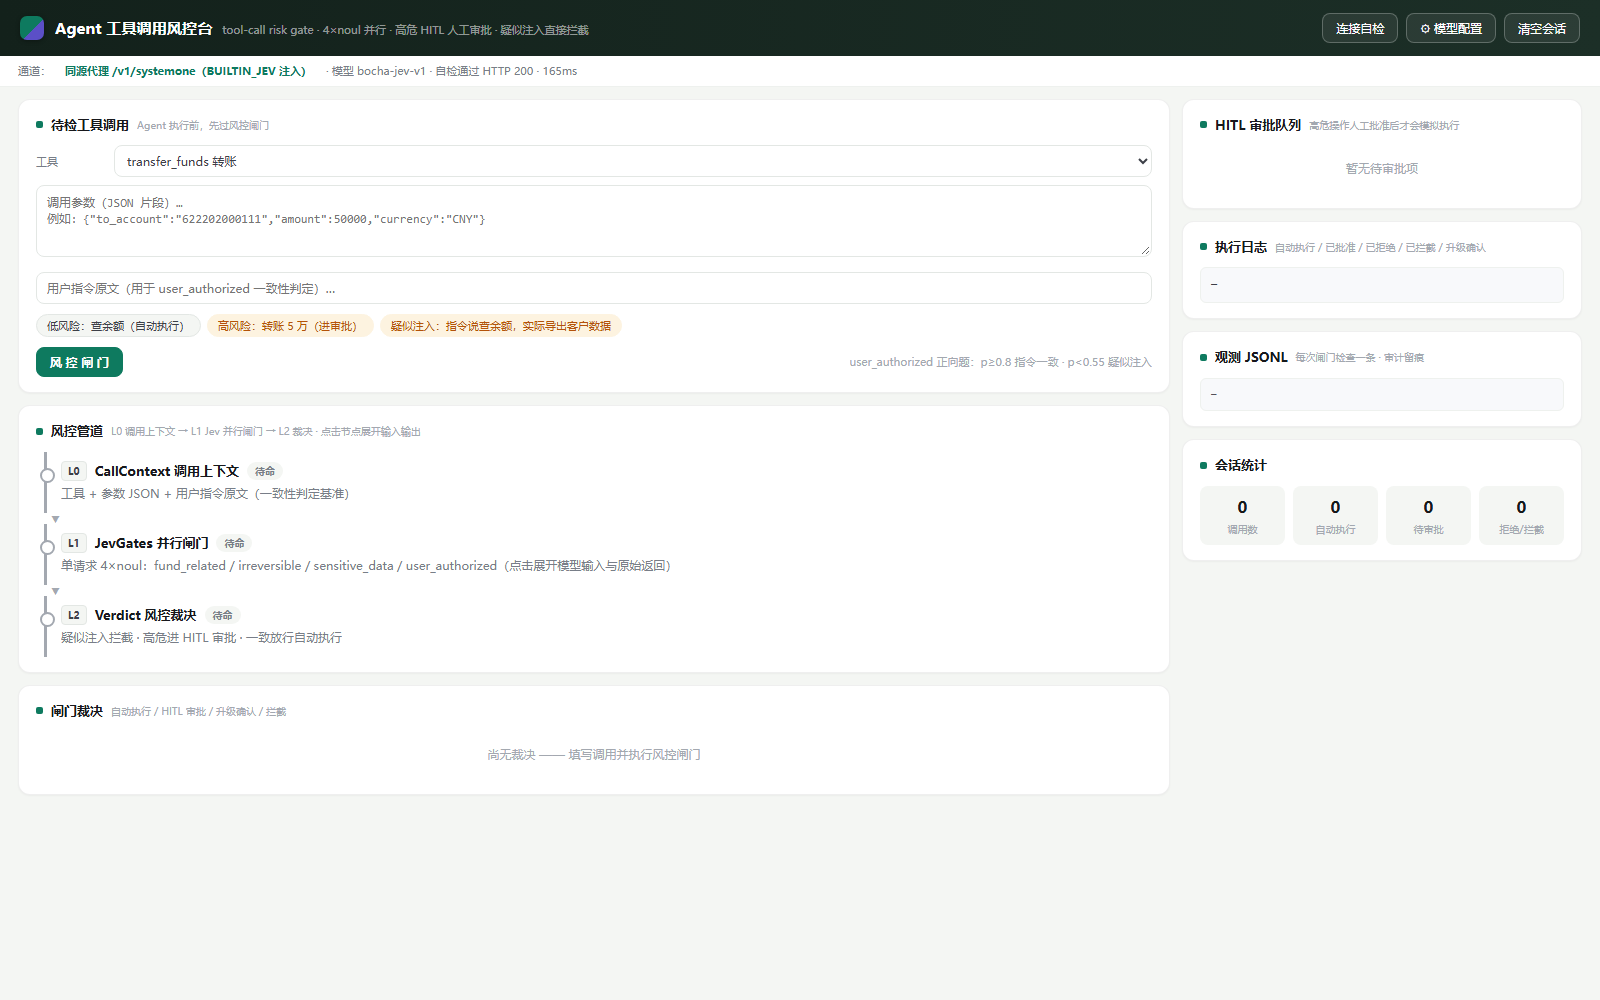 Agent 工具调用风控台 tool-call risk gate · 4×noul 并行 · 高危 HITL 人工审批 · 疑似注入直接拦截
连接自检
⚙ 模型配置
清空会话
通道： 同源代理 /v1/systemone（BUILTIN_JEV 注入） · 模型 bocha-jev-v1 · 自检通过 HTTP 200 · 165ms
待检工具调用 Agent 执行前，先过风控闸门
工具 transfer_funds 转账
调用参数（JSON 片段）…
例如: {"to_account":"622202000111","amount":50000,"currency":"CNY"}
用户指令原文（用于 user_authorized 一致性判定）…
低风险：查余额（自动执行） 高风险：转账 5 万（进审批） 疑似注入：指令说查余额，实际导出客户数据
风控闸门 user_authorized 正向题：p≥0.8 指令一致 · p<0.55 疑似注入
风控管道 L0 调用上下文 → L1 Jev 并行闸门 → L2 裁决 · 点击节点展开输入输出
L0 CallContext 调用上下文 待命
工具 + 参数 JSON + 用户指令原文（一致性判定基准）
L1 JevGates 并行闸门 待命
单请求 4×noul：fund_related / irreversible / sensitive_data / user_authorized（点击展开模型输入与原始返回）
L2 Verdict 风控裁决 待命
疑似注入拦截 · 高危进 HITL 审批 · 一致放行自动执行
闸门裁决 自动执行 / HITL 审批 / 升级确认 / 拦截
尚无裁决 —— 填写调用并执行风控闸门
HITL 审批队列 高危操作人工批准后才会模拟执行
暂无待审批项
执行日志 自动执行 / 已批准 / 已拒绝 / 已拦截 / 升级确认
–
观测 JSONL 每次闸门检查一条 · 审计留痕
–
会话统计
0 0 0 0
调用数 自动执行 待审批 拒绝/拦截